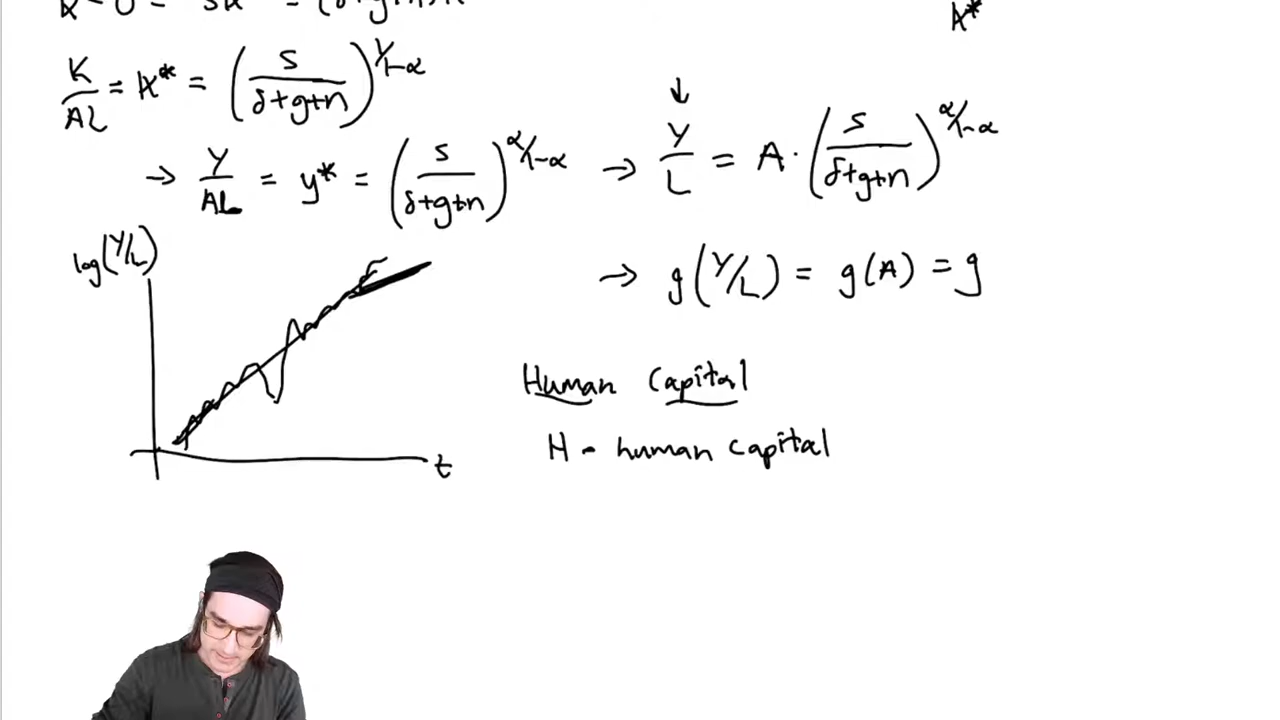 k* 
K/AL = k* = (s/(δ+g+n))^(1/1-α)
→ Y/AL = y* = (s/(δ+g+n))^(α/1-α) → Y/L = A · (s/(δ+g+n))^(α/1-α)
log(Y/L)
t
→ g(Y/L) = g(A) = g
Human Capital
H - human capital